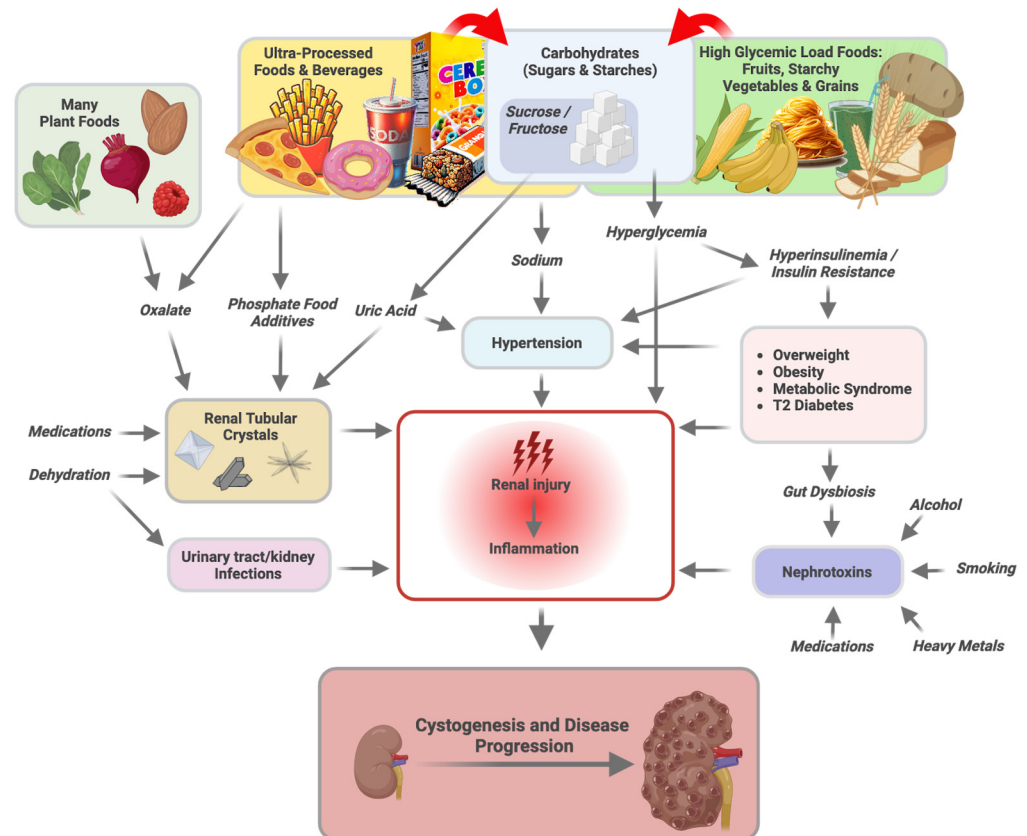 Ultra-Processed
Foods & Beverages
CERE
BO
SODA
GRANO
Carbohydrates
(Sugars & Starches)
Sucrose /
Fructose
High Glycemic Load Foods:
Fruits, Starchy
Vegetables & Grains
Many
Plant Foods
Hyperglycemia
Sodium
Hyperinsulinemia /
Insulin Resistance
Oxalate
Phosphate Food
Additives
Uric Acid
Hypertension
• Overweight
• Obesity
• Metabolic Syndrome
• T2 Diabetes
Renal Tubular
Crystals
Medications
Dehydration
Renal injury
Inflammation
Gut Dysbiosis
Alcohol
Urinary tract/kidney
Infections
Nephrotoxins
Smoking
Medications
Heavy Metals
Cystogenesis and Disease
Progression